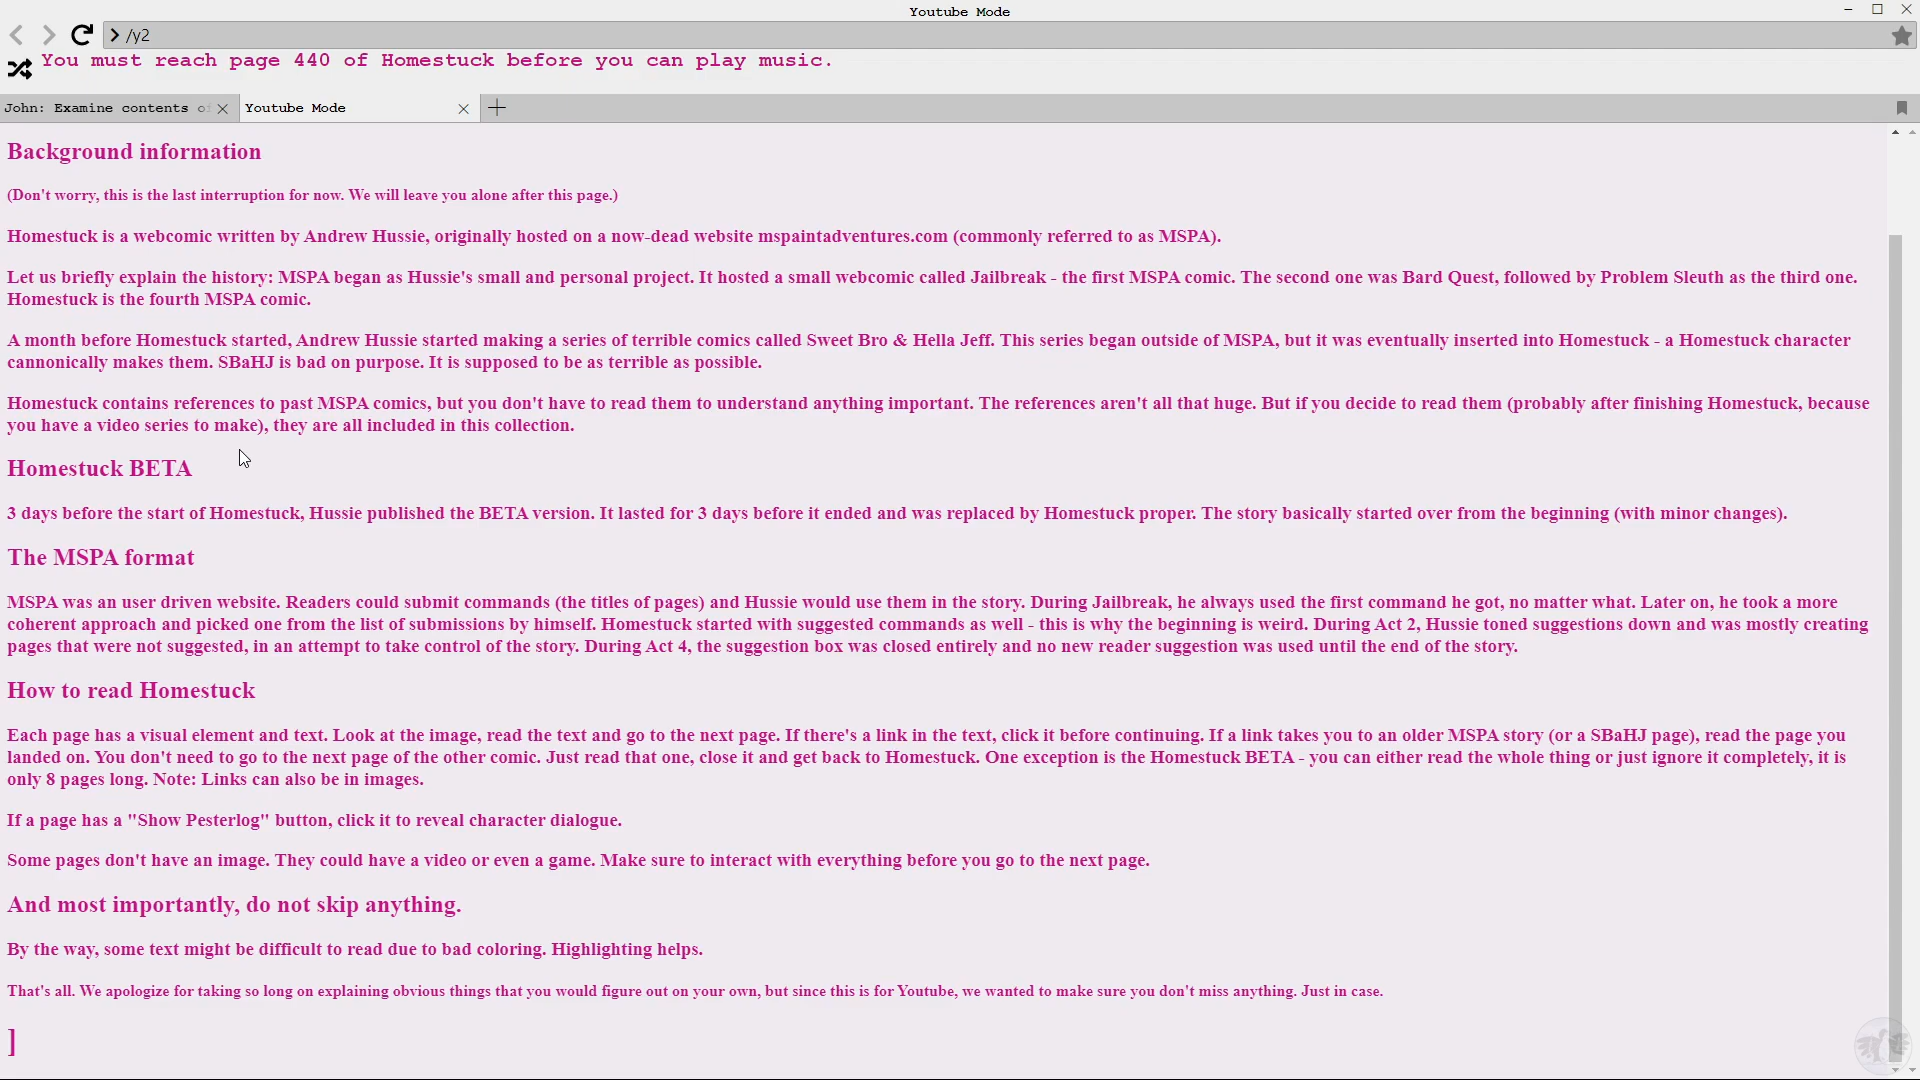 Youtube Mode
/y2
You must reach page 440 of Homestuck before you can play music.
John: Examine contents o
Youtube Mode
Background information
(Don't worry, this is the last interruption for now. We will leave you alone after this page.)
Homestuck is a webcomic written by Andrew Hussie, originally hosted on a now-dead website mspaintadventures.com (commonly referred to as MSPA).
Let us briefly explain the history: MSPA began as Hussie's small and personal project. It hosted a small webcomic called Jailbreak - the first MSPA comic. The second one was Bard Quest, followed by Problem Sleuth as the third one.
Homestuck is the fourth MSPA comic.
A month before Homestuck started, Andrew Hussie started making a series of terrible comics called Sweet Bro & Hella Jeff. This series began outside of MSPA, but it was eventually inserted into Homestuck - a Homestuck character
cannonically makes them. SBaHJ is bad on purpose. It is supposed to be as terrible as possible.
Homestuck contains references to past MSPA comics, but you don't have to read them to understand anything important. The references aren't all that huge. But if you decide to read them (probably after finishing Homestuck, because
you have a video series to make), they are all included in this collection.
Homestuck BETA
3 days before the start of Homestuck, Hussie published the BETA version. It lasted for 3 days before it ended and was replaced by Homestuck proper. The story basically started over from the beginning (with minor changes).
The MSPA format
MSPA was an user driven website. Readers could submit commands (the titles of pages) and Hussie would use them in the story. During Jailbreak, he always used the first command he got, no matter what. Later on, he took a more
coherent approach and picked one from the list of submissions by himself. Homestuck started with suggested commands as well - this is why the beginning is weird. During Act 2, Hussie toned suggestions down and was mostly creating
pages that were not suggested, in an attempt to take control of the story. During Act 4, the suggestion box was closed entirely and no new reader suggestion was used until the end of the story.
How to read Homestuck
Each page has a visual element and text. Look at the image, read the text and go to the next page. If there's a link in the text, click it before continuing. If a link takes you to an older MSPA story (or a SBaHJ page), read the page you
landed on. You don't need to go to the next page of the other comic. Just read that one, close it and get back to Homestuck. One exception is the Homestuck BETA - you can either read the whole thing or just ignore it completely, it is
only 8 pages long. Note: Links can also be in images.
If a page has a "Show Pesterlog" button, click it to reveal character dialogue.
Some pages don't have an image. They could have a video or even a game. Make sure to interact with everything before you go to the next page.
And most importantly, do not skip anything.
By the way, some text might be difficult to read due to bad coloring. Highlighting helps.
That's all. We apologize for taking so long on explaining obvious things that you would figure out on your own, but since this is for Youtube, we wanted to make sure you don't miss anything. Just in case.
]